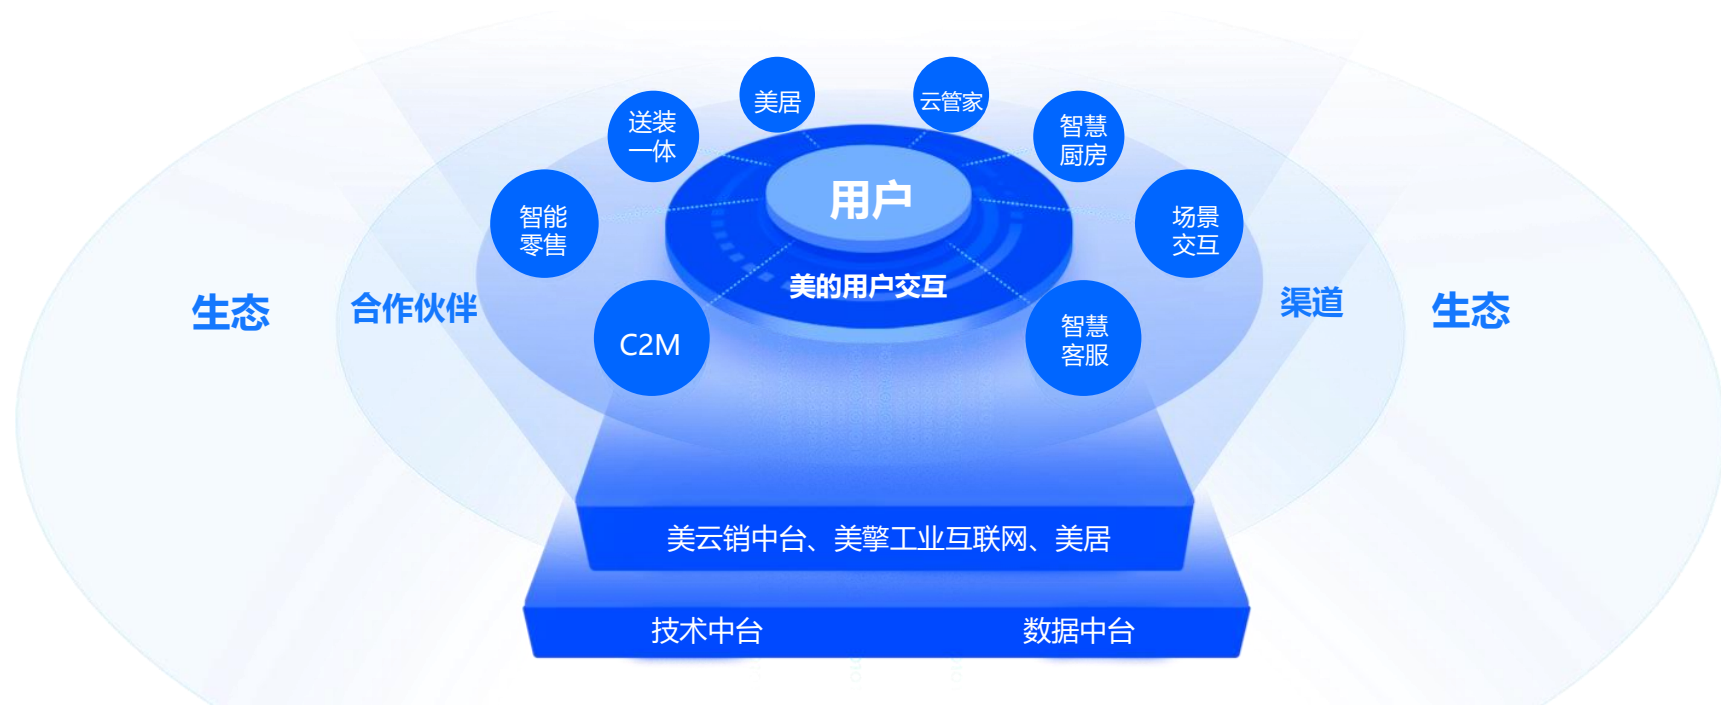 美居
云管家
送装
一体
智慧
厨房
用户
智能
零售
场景
交互
美的用户交互
生态
合作伙伴
渠道
生态
C2M
智慧
客服
美云销中台、美擎工业互联网、美居
技术中台
数据中台